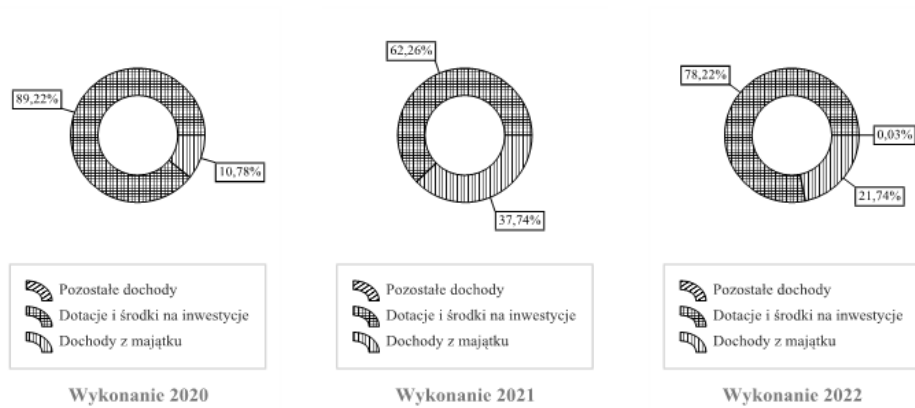 89,22%
10,78%
Pozostałe dochody
Dotacje i środki na inwestycje
Dochody z majątku
Wykonanie 2020
62,26%
37,74%
Pozostałe dochody
Dotacje i środki na inwestycje
Dochody z majątku
Wykonanie 2021
78,22%
0,03%
21,74%
Pozostałe dochody
Dotacje i środki na inwestycje
Dochody z majątku
Wykonanie 2022